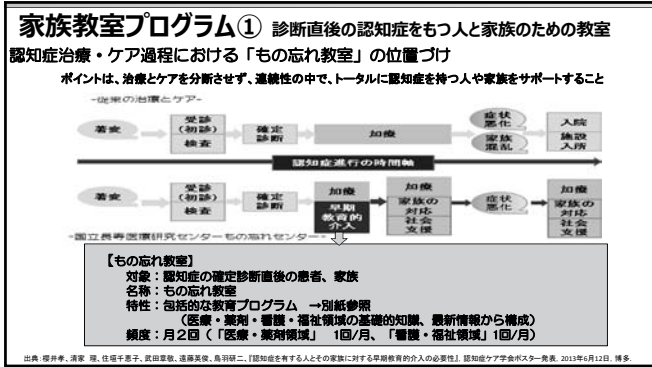 家族教室プログラム① 診断直後の認知症をもつ人と家族のための教室
認知症治療・ケア過程における「もの忘れ教室」の位置づけ
ポイントは、治療とケアを分断させず、連続性の中で、トータルに認知症を持つ人や家族をサポートすること
-従来の治療とケア-
受診
(初診)
検査
確定
診断
加療
症状
悪化
家族
混乱
入院
施設
入所
認知症進行の時間軸
受診
(初診)
検査
確定
診断
加療
早期
教育的
介入
加療
家族の
対応
社会
支援
症状
悪化
加療
家族の
対応
社会
支援
-国立長寿医療研究センターもの忘れセンター-
【もの忘れ教室】
対象：認知症の確定診断直後の患者、家族
名称：もの忘れ教室
特性：包括的な教育プログラム →別紙参照
（医療・薬剤・看護・福祉領域の基礎的知識、最新情報から構成）
頻度：月２回（「医療・薬剤領域」 1回/月、「看護・福祉領域」1回/月）
出典：櫻井孝、清家 理、住垣千恵子、武田章敬、遠藤英俊、鳥羽研二、『認知症を有する人とその家族に対する早期教育的介入の必要性』. 認知症ケア学会ポスター発表. 2013年6月12日. 博多.